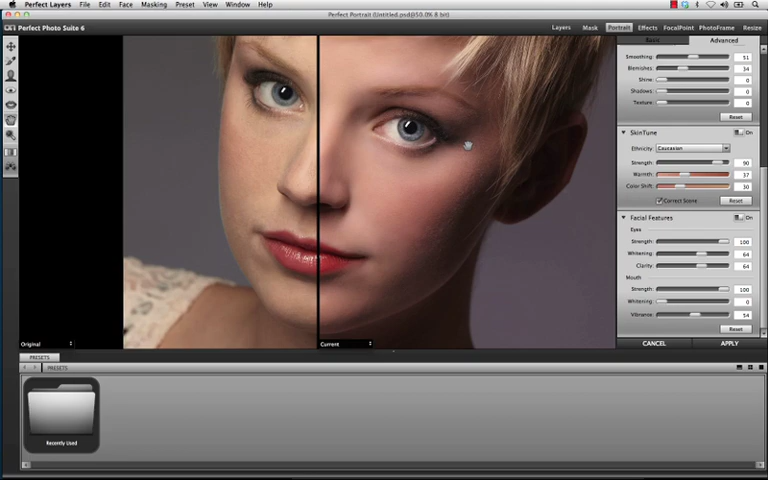 Perfect Layers File Edit Face Masking Preset View Window Help
Perfect Portrait (Untitled.psd@50.0% 8 bit)
Perfect Photo Suite 6
Layers Mask Portrait Effects FocalPoint PhotoFrame Resize
Basic Advanced
Smoothing: 51
Blemishes: 34
Shine: 0
Shadows: 0
Texture: 0
Reset
SkinTune On
Ethnicity: Caucasian
Strength: 90
Warmth: 37
Color Shift: 30
Correct Scene Reset
Facial Features On
Eyes
Strength: 100
Whitening: 64
Clarity: 64
Mouth
Strength: 100
Whitening: 0
Vibrance: 54
Reset
Original Current
CANCEL APPLY
PRESETS
PRESETS
Recently Used